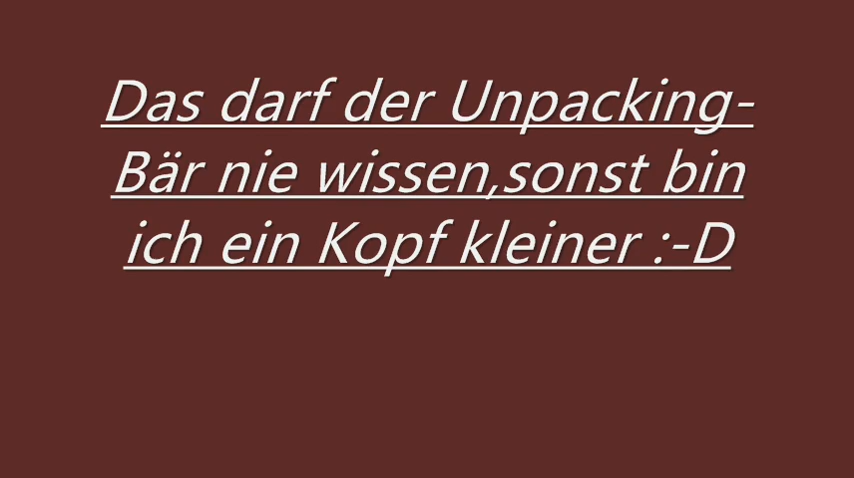 Das darf der Unpacking-
Bär nie wissen,sonst bin
ich ein Kopf kleiner :-D